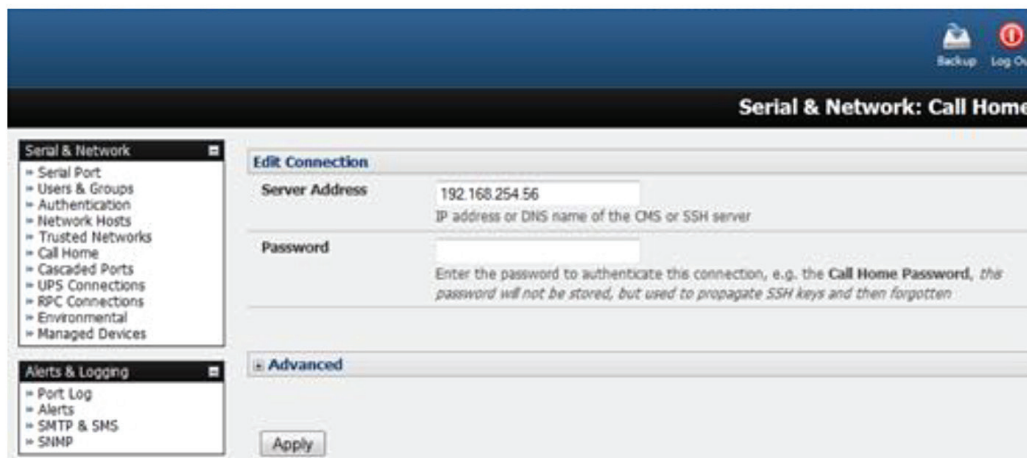 Backup Log Ou
Serial & Network: Call Home
Serial & Network
Serial Port
Users & Groups
Authentication
Network Hosts
Trusted Networks
Call Home
Cascaded Ports
UPS Connections
RPC Connections
Environmental
Managed Devices
Alerts & Logging
Port Log
Alerts
SMTP & SMS
SNMP
Edit Connection
Server Address
192.168.254.56
IP address or DNS name of the CMS or SSH server
Password
Enter the password to authenticate this connection, e.g. the Call Home Password, this
password will not be stored, but used to propagate SSH keys and then forgotten
Advanced
Apply